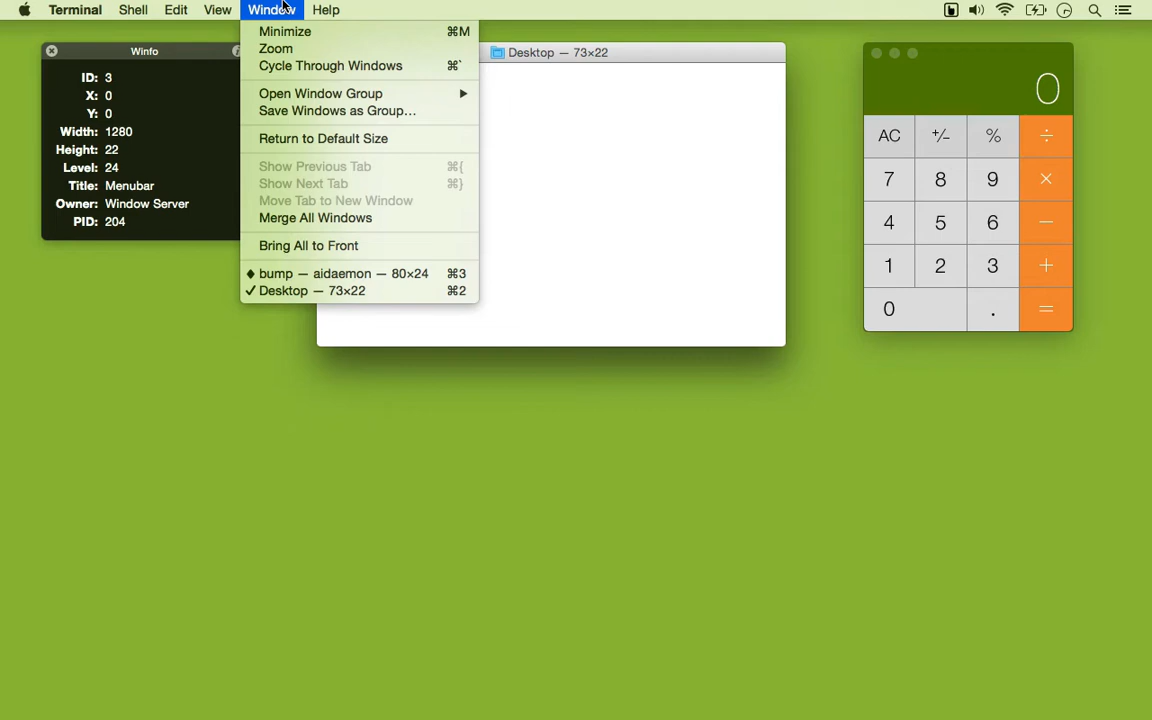 Terminal Shell Edit View Window Help
Winfo
ID: 3
X: 0
Y: 0
Width: 1280
Height: 22
Level: 24
Title: Menubar
Owner: Window Server
PID: 204
Minimize ⌘M
Zoom
Cycle Through Windows ⌘`
Open Window Group ▶
Save Windows as Group...
Return to Default Size
Show Previous Tab ⌘{
Show Next Tab ⌘}
Move Tab to New Window
Merge All Windows
Bring All to Front
♦ bump — aidaemon — 80×24 ⌘3
✓ Desktop — 73×22 ⌘2
Desktop — 73×22
0
AC +/− % ÷
7 8 9 ×
4 5 6 −
1 2 3 +
0 . =